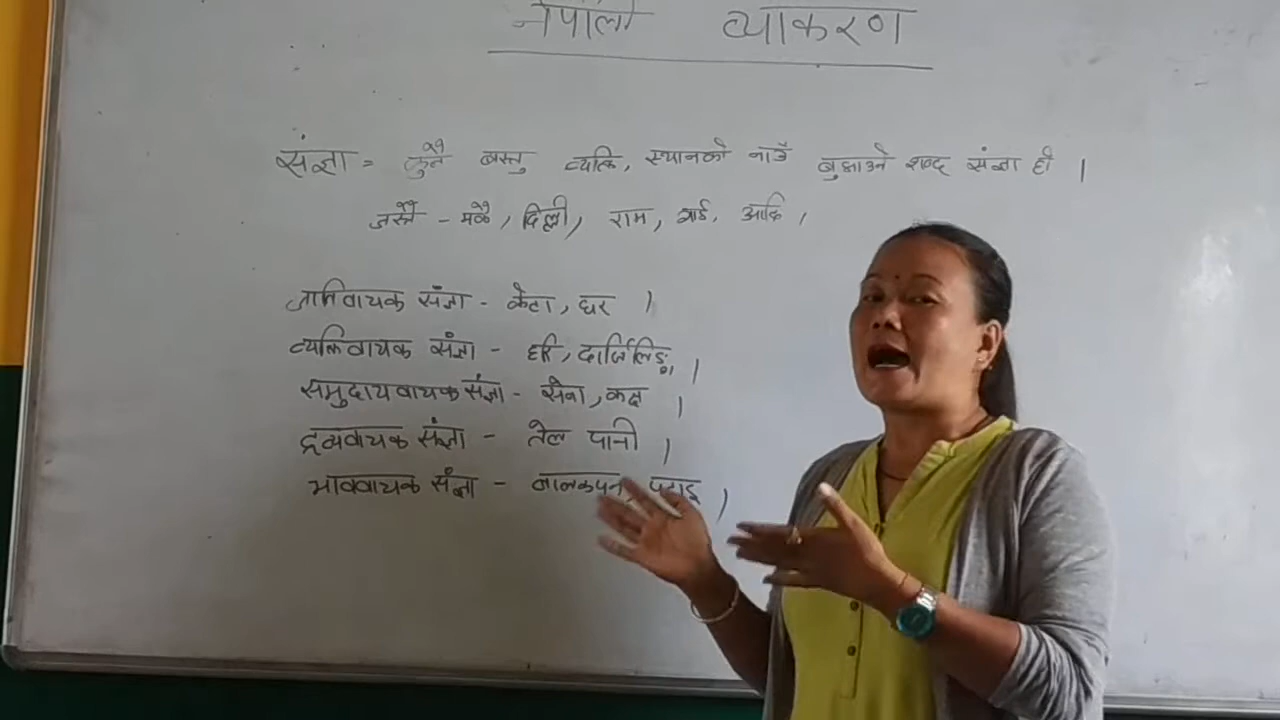 नेपाली व्याकरण
संज्ञा = कुनै वस्तु व्यक्ति, स्थानको नाउँ बुझाउने शब्द संज्ञा हो ।
जस्तै - दिल्ली, राम, आदि ।
जातिवाचक संज्ञा - केटा, घर ।
व्यक्तिवाचक संज्ञा - हरि, दार्जिलिङ्ग ।
समुदायवाचक संज्ञा - सेना, कक्ष ।
द्रव्यवाचक संज्ञा - तेल पानी ।
भाववाचक संज्ञा - बालकपन, ।